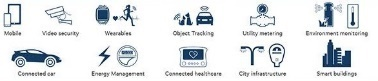 Mobile
Video security
Wearables
Object Tracking
Utility metering
Environment monitoring
Connected car
Energy Management
Connected healthcare
City infrastructure
Smart buildings